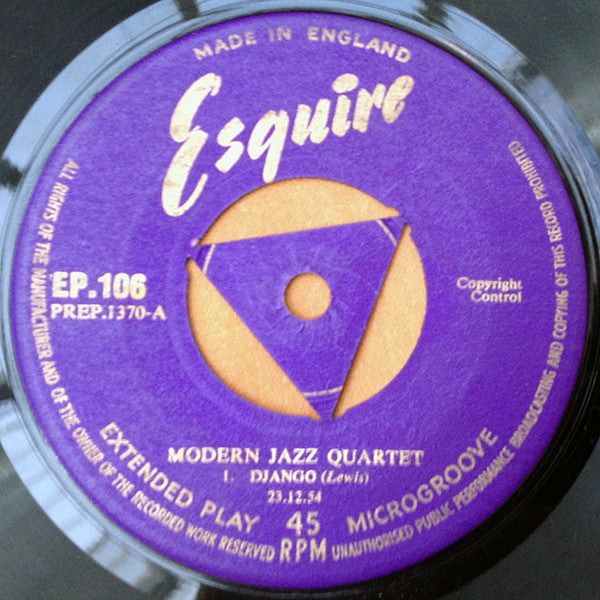 MADE IN ENGLAND
Esquire
EP.106
PREP.1370-A
Copyright
Control
MODERN JAZZ QUARTET
1. DJANGO (Lewis)
23.12.54
EXTENDED PLAY 45 MICROGROOVE
RPM
ALL RIGHTS OF THE MANUFACTURER AND OF THE OWNER OF THE RECORDED WORK RESERVED UNAUTHORISED PUBLIC PERFORMANCE BROADCASTING AND COPYING OF THIS RECORD PROHIBITED